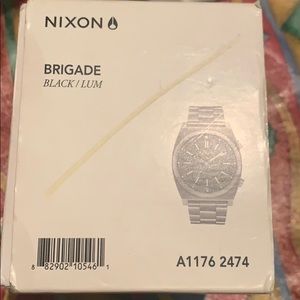 NIXON
BRIGADE
BLACK / LUM
8 82902 10546 1
A1176 2474